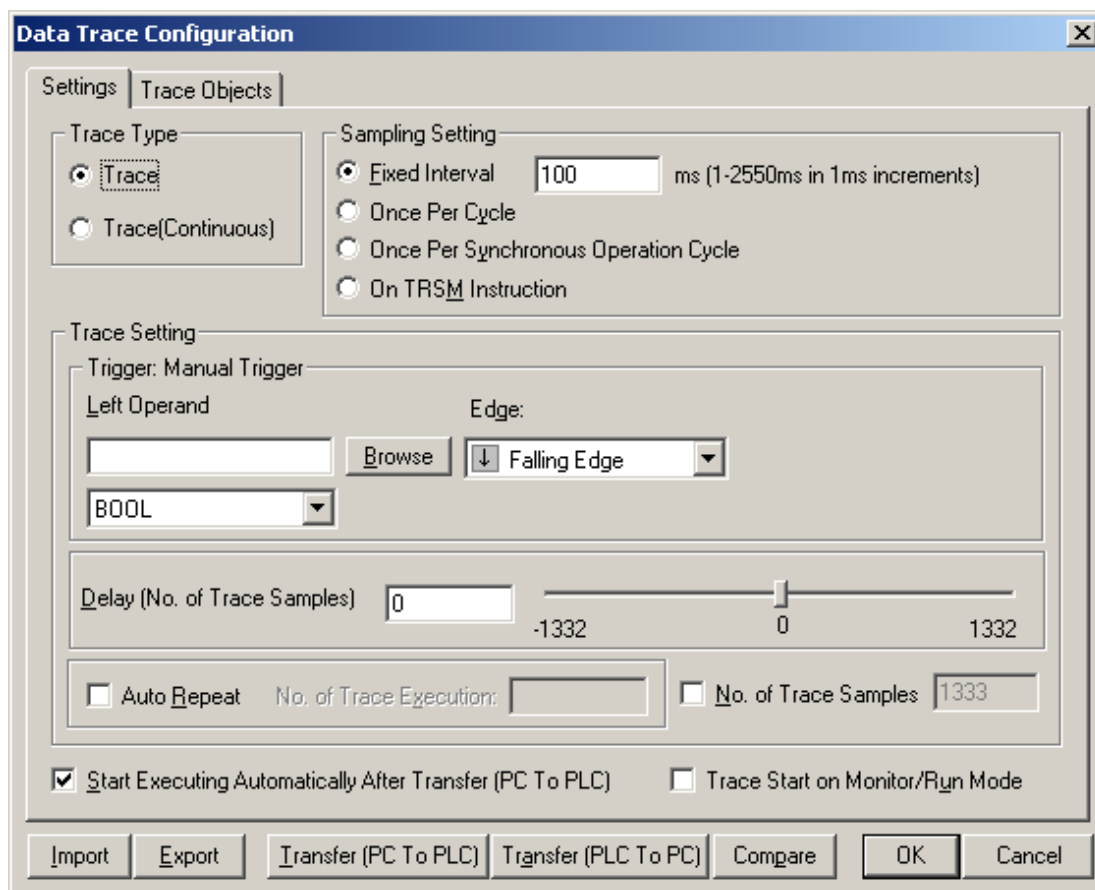 Data Trace Configuration
Settings
Trace Objects
Trace Type
Trace
Trace(Continuous)
Sampling Setting
Fixed Interval 100 ms (1-2550ms in 1ms increments)
Once Per Cycle
Once Per Synchronous Operation Cycle
On TRSM Instruction
Trace Setting
Trigger: Manual Trigger
Left Operand
Edge:
Browse
Falling Edge
BOOL
Delay (No. of Trace Samples) 0
-1332 0 1332
Auto Repeat No. of Trace Execution:
No. of Trace Samples 1333
Start Executing Automatically After Transfer (PC To PLC)
Trace Start on Monitor/Run Mode
Import
Export
Transfer (PC To PLC)
Transfer (PLC To PC)
Compare
OK
Cancel